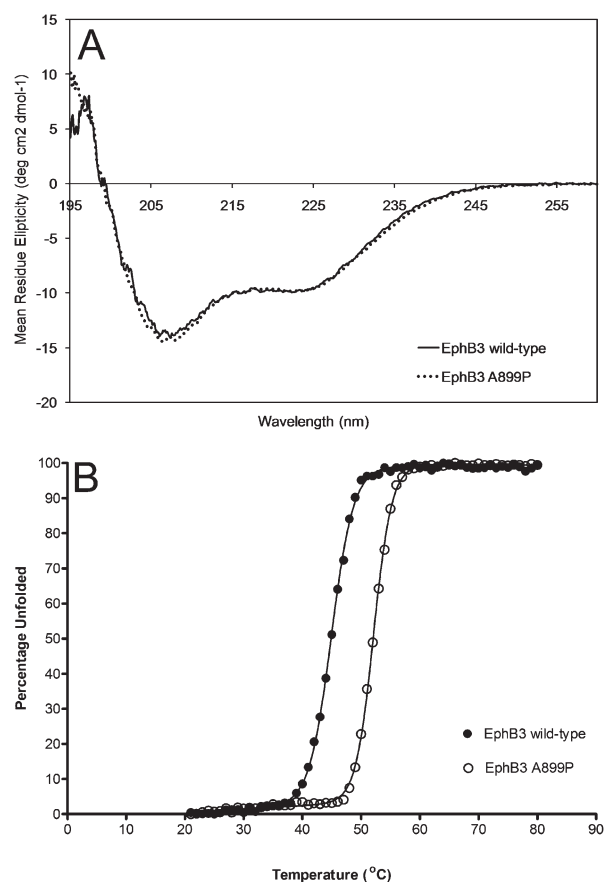 A
15
10
5
0
-5
-10
-15
-20
195 205 215 225 235 245 255
Mean Residue Elipticity (deg cm2 dmol-1)
EphB3 wild-type
EphB3 A899P
Wavelength (nm)
B
100
90
80
70
60
50
40
30
20
10
0
0 10 20 30 40 50 60 70 80 90
Percentage Unfolded
EphB3 wild-type
EphB3 A899P
Temperature (°C)